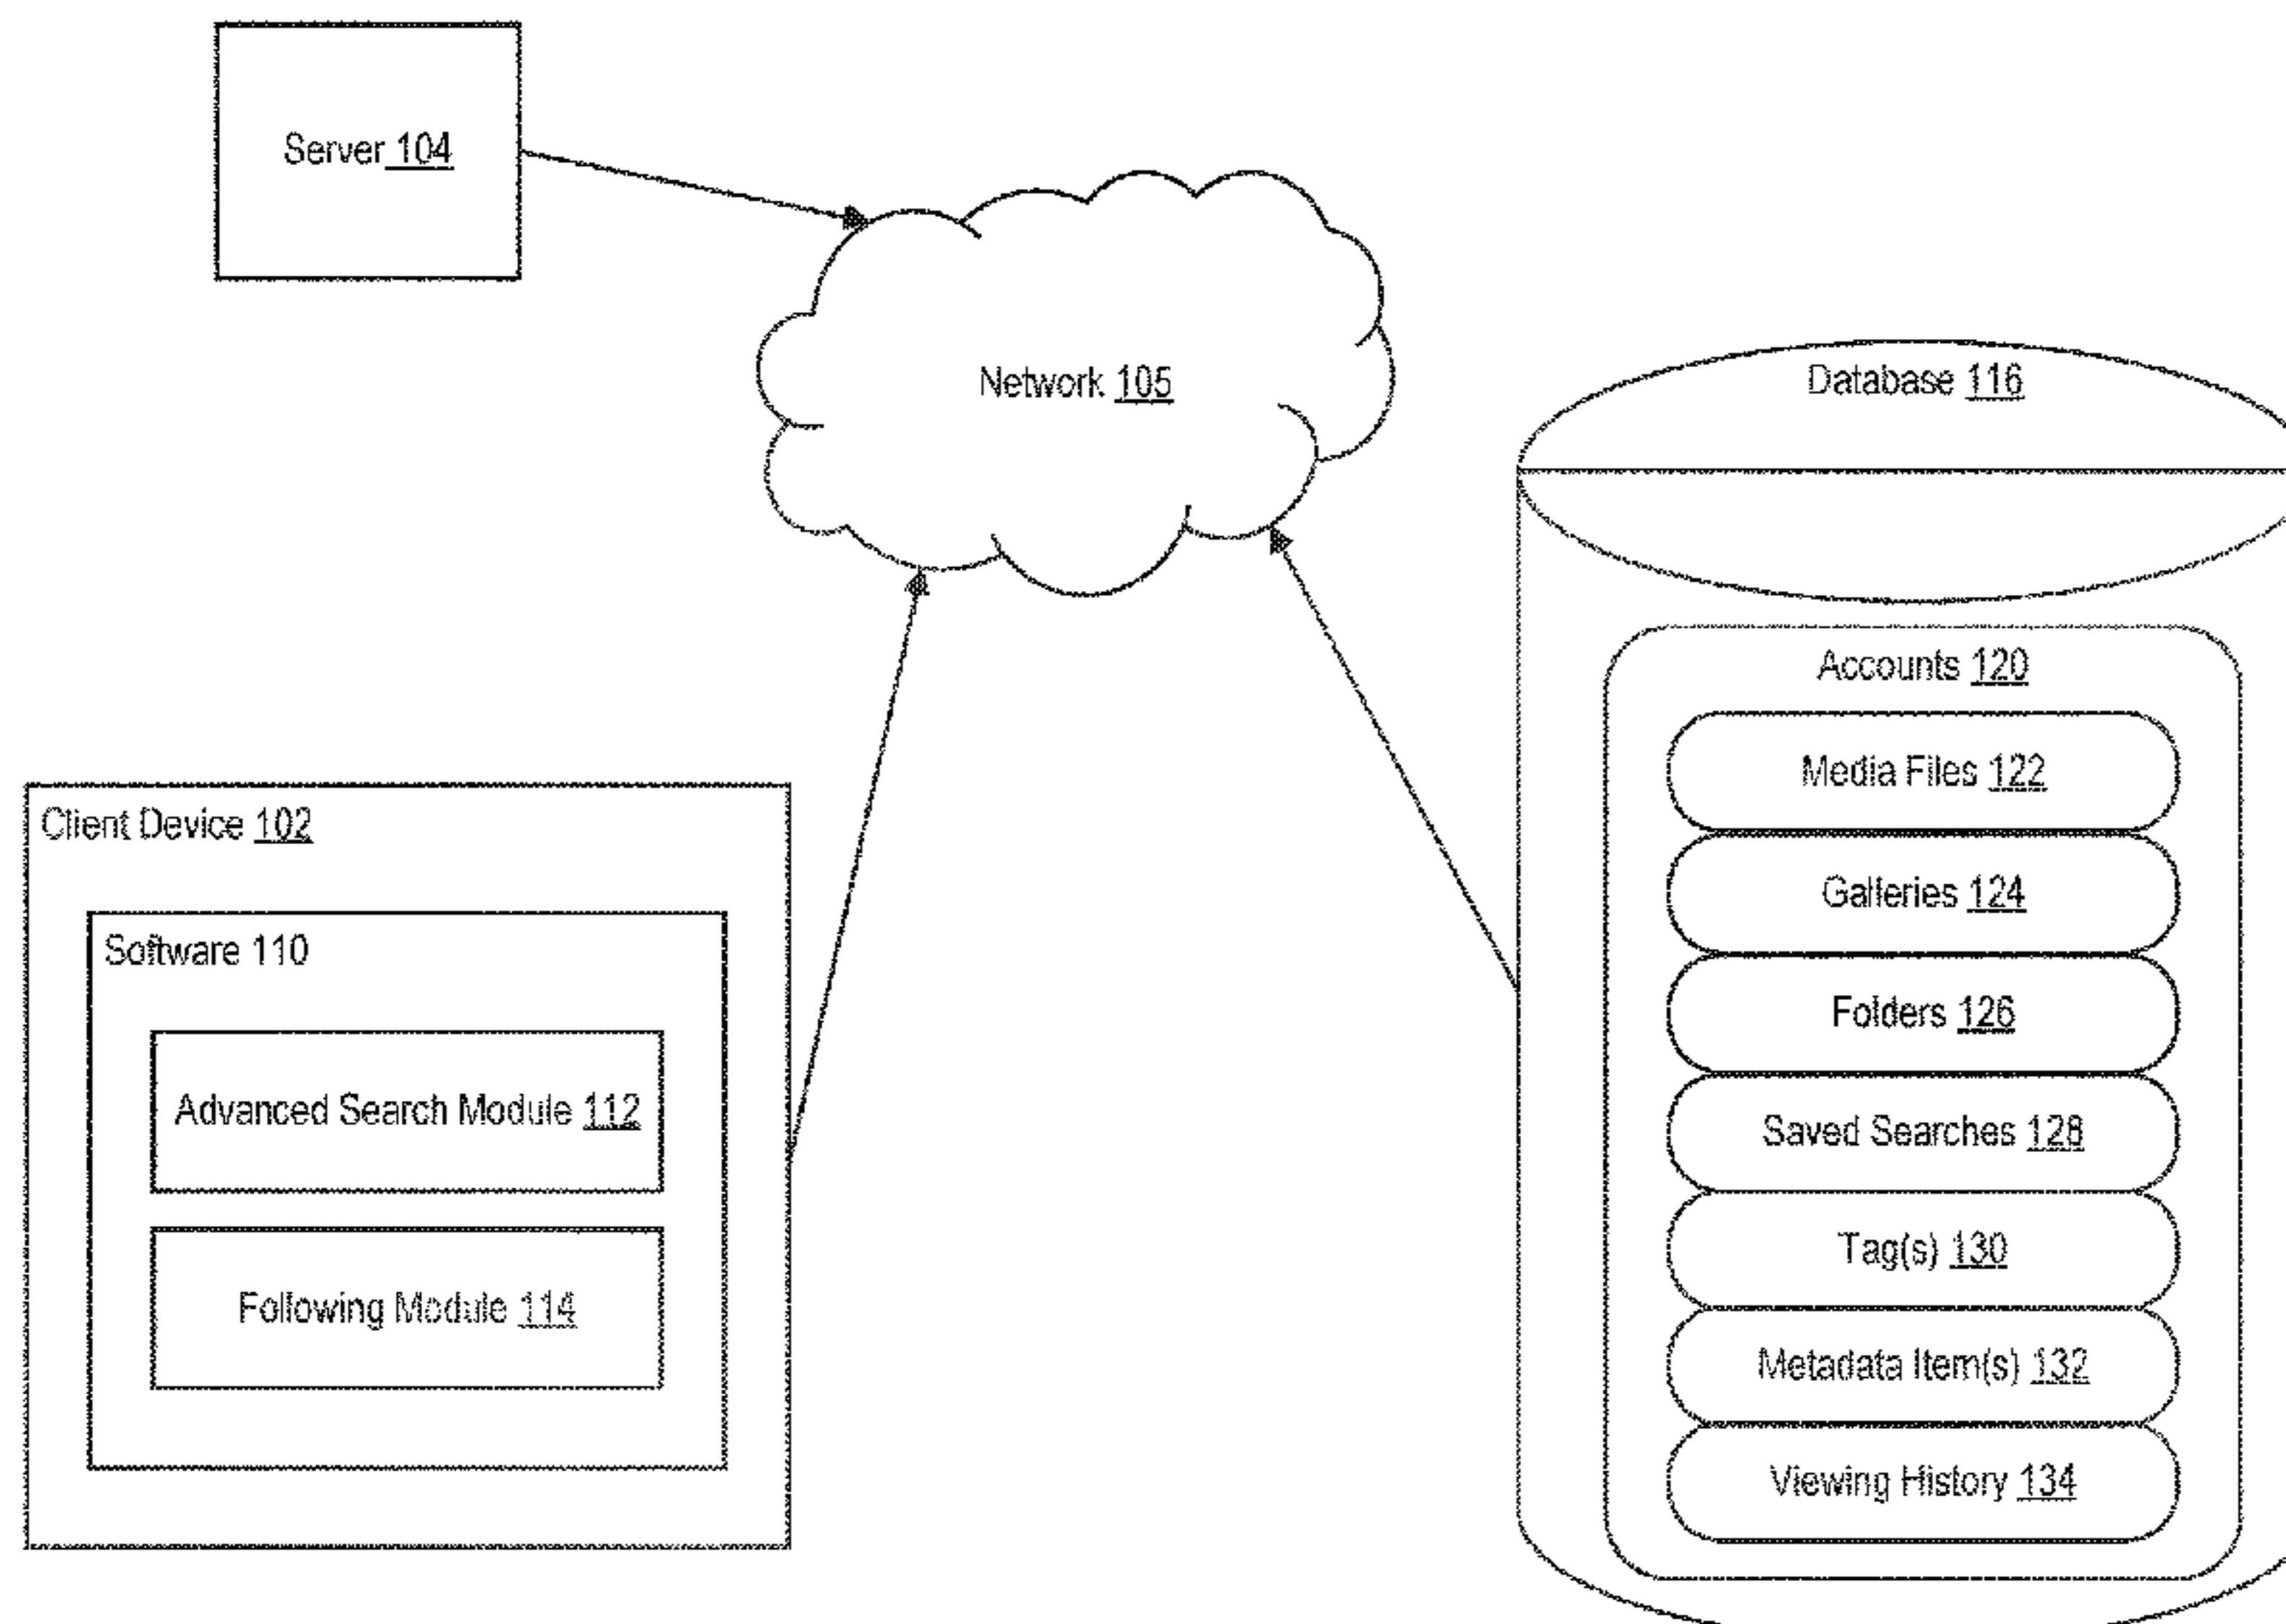 Server 104
Network 105
Database 116
Accounts 120
Media Files 122
Galleries 124
Folders 126
Saved Searches 128
Tag(s) 130
Metadata Item(s) 132
Viewing History 134
Client Device 102
Software 110
Advanced Search Module 112
Following Module 114